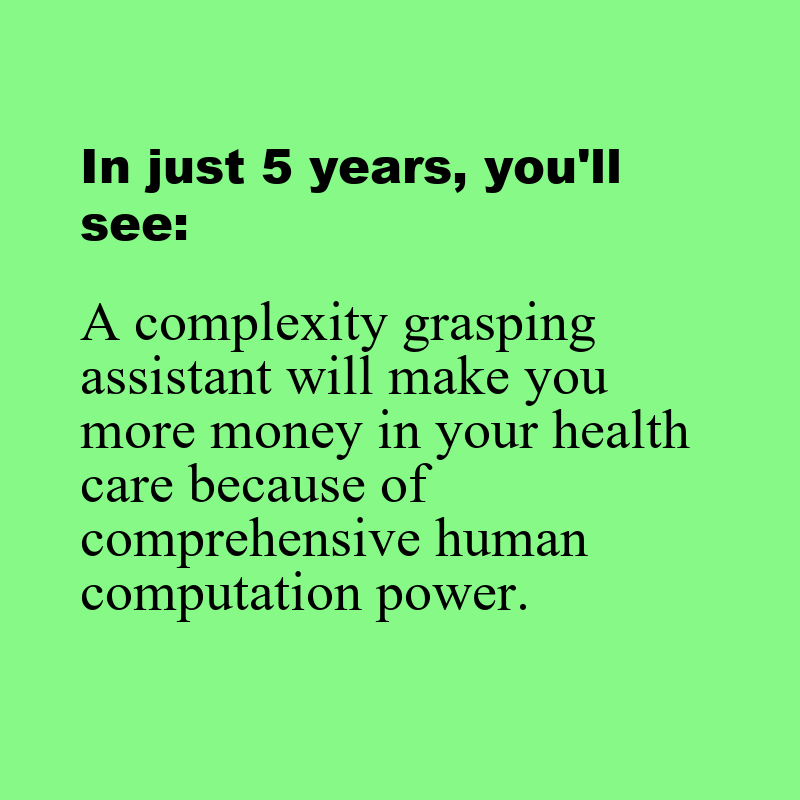 In just 5 years, you'll
see:
A complexity grasping
assistant will make you
more money in your health
care because of
comprehensive human
computation power.